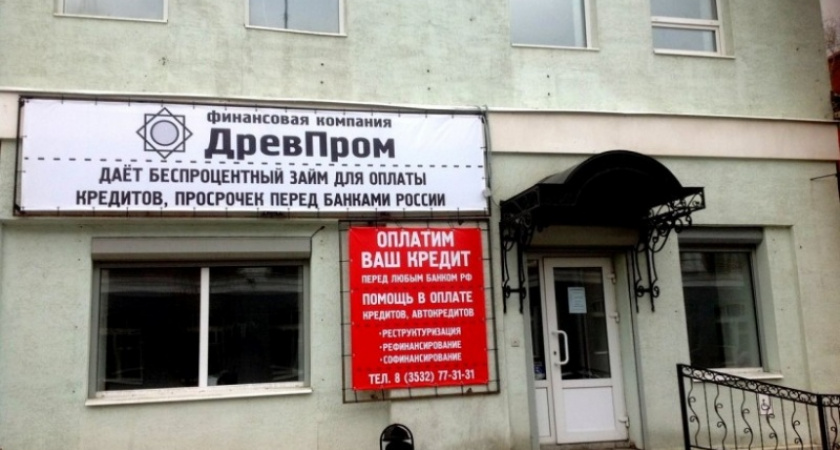 ФИНАНСОВАЯ КОМПАНИЯ
ДревПром
ДАЁТ БЕСПРОЦЕНТНЫЙ ЗАЙМ ДЛЯ ОПЛАТЫ
КРЕДИТОВ, ПРОСРОЧЕК ПЕРЕД БАНКАМИ РОССИИ
ОПЛАТИМ
ВАШ КРЕДИТ
ПЕРЕД ЛЮБЫМ БАНКОМ РФ
ПОМОЩЬ В ОПЛАТЕ
КРЕДИТОВ, АВТОКРЕДИТОВ
·РЕСТРУКТУРИЗАЦИЯ
·РЕФИНАНСИРОВАНИЕ
·СОФИНАНСИРОВАНИЕ
ТЕЛ. 8 (3532) 77-31-31